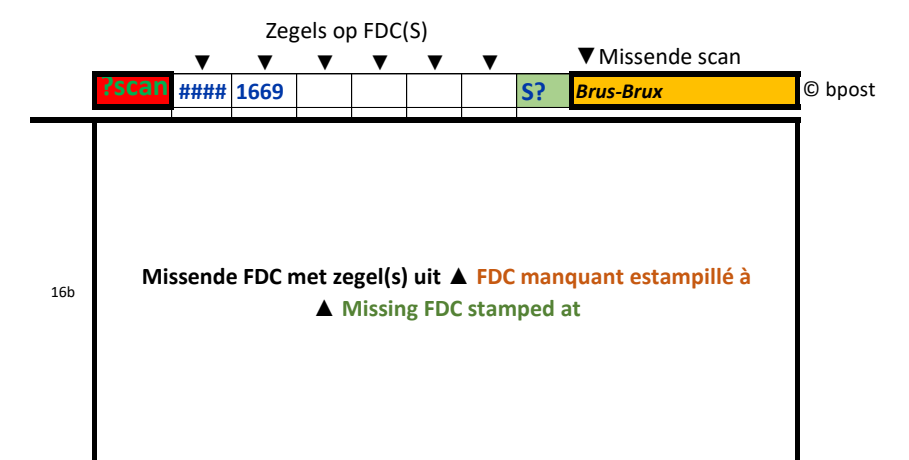 Zegels op FDC(S)
▼ ▼ ▼ ▼ ▼ ▼ ▼Missende scan
?scan #### 1669 S? Brus-Brux © bpost
Missende FDC met zegel(s) uit ▲ FDC manquant estampillé à
16b
▲ Missing FDC stamped at